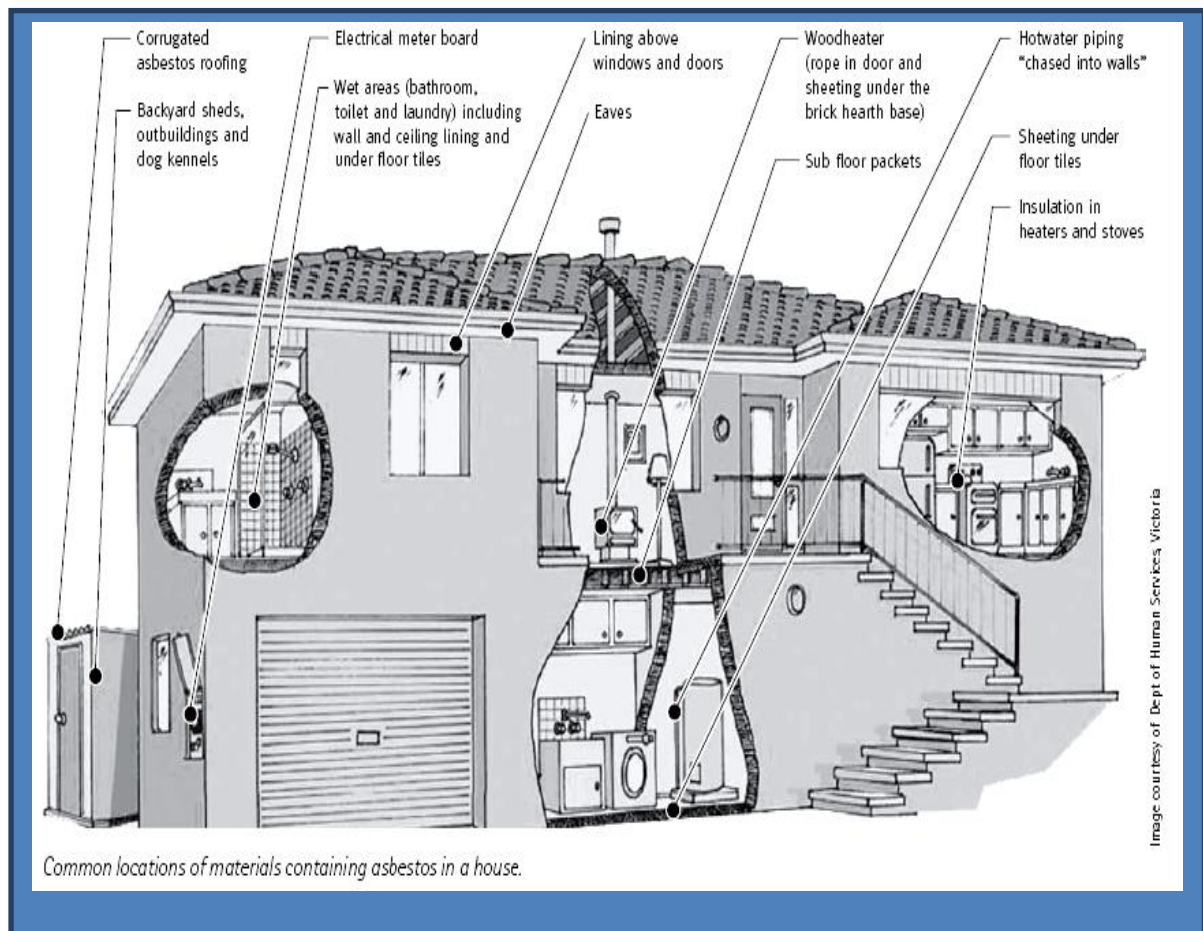 Corrugated
asbestos roofing
Backyard sheds,
outbuildings and
dog kennels
Electrical meter board
Wet areas (bathroom,
toilet and laundry) including
wall and ceiling lining and
under floor tiles
Lining above
windows and doors
Eaves
Woodheater
(rope in door and
sheeting under the
brick hearth base)
Sub floor packets
Hotwater piping
"chased into walls"
Sheeting under
floor tiles
Insulation in
heaters and stoves
Image courtesy of Dept of Human Services, Victoria
Common locations of materials containing asbestos in a house.